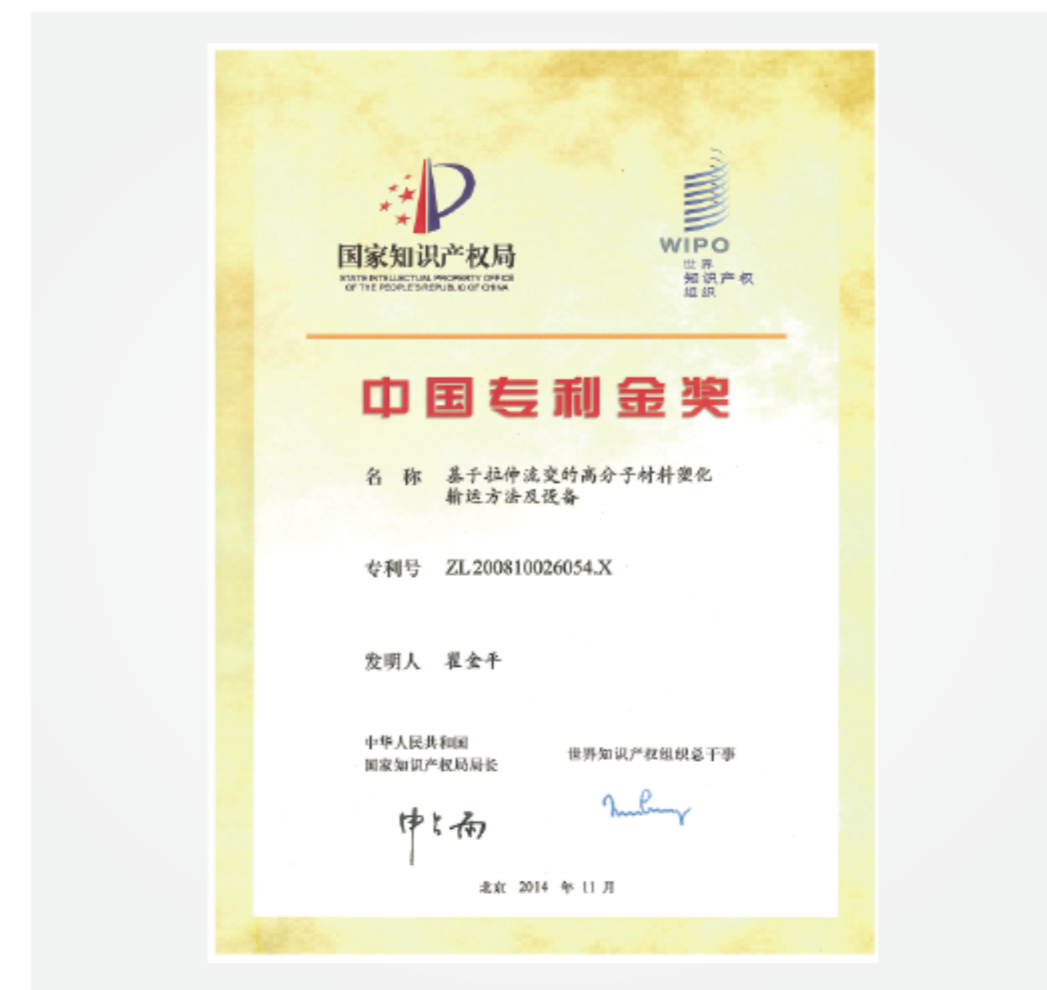 国家知识产权局
STATE INTELLECTUAL PROPERTY OFFICE
OF THE PEOPLE'S REPUBLIC OF CHINA
WIPO
世界
知识产权
组织
中国专利金奖
名 称 基于拉伸流变的高分子材料塑化
输运方法及设备
专利号 ZL 200810026054.X
发明人 瞿金平
中华人民共和国
国家知识产权局局长
世界知识产权组织总干事
申长雨
北京 2014 年 11 月